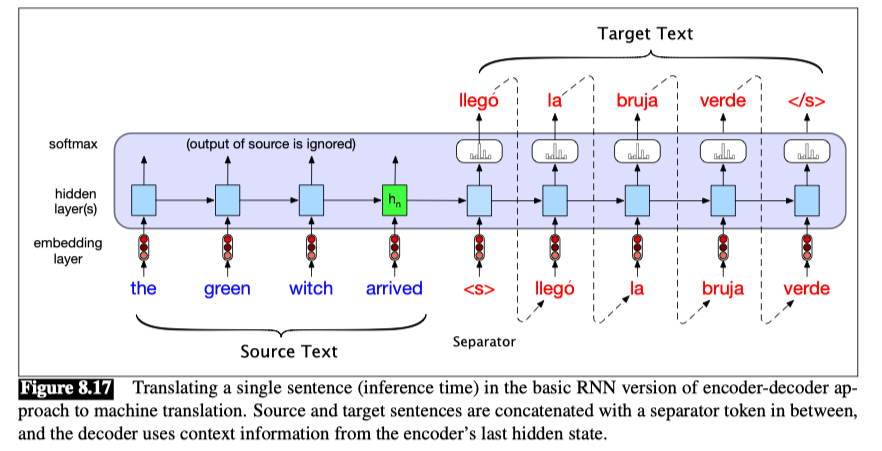 Target Text
llegó la bruja verde </s>
softmax (output of source is ignored)
hidden
layer(s)
hn
embedding
layer
the green witch arrived <s> llegó la bruja verde
Separator
Source Text
Figure 8.17 Translating a single sentence (inference time) in the basic RNN version of encoder-decoder ap-
proach to machine translation. Source and target sentences are concatenated with a separator token in between,
and the decoder uses context information from the encoder's last hidden state.